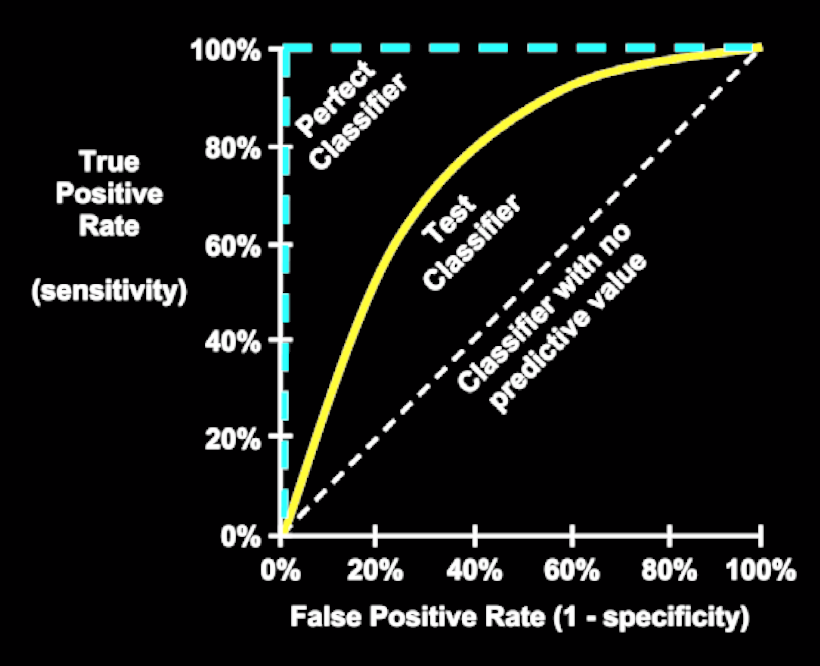 100%
80%
60%
40%
20%
0%
True
Positive
Rate
(sensitivity)
Perfect
Classifier
Test
Classifier
Classifier with no
predictive value
0% 20% 40% 60% 80% 100%
False Positive Rate (1 - specificity)